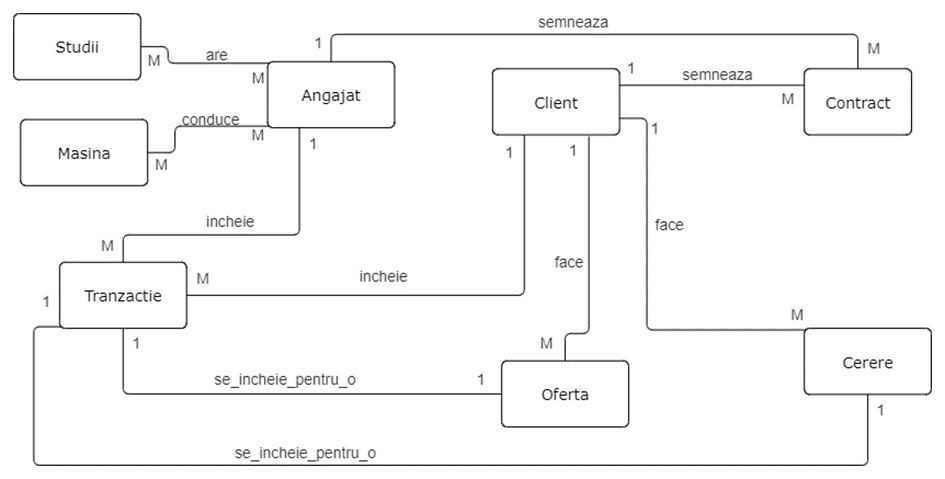 semneaza
1
M
Studii
M
are
M
Angajat
1
semneaza
M
Client
Contract
1
Masina
conduce
M
M
1
1
1
incheie
face
M
M
incheie
face
1
Tranzactie
M
M
1
Oferta
Cerere
se_incheie_pentru_o
1
1
se_incheie_pentru_o